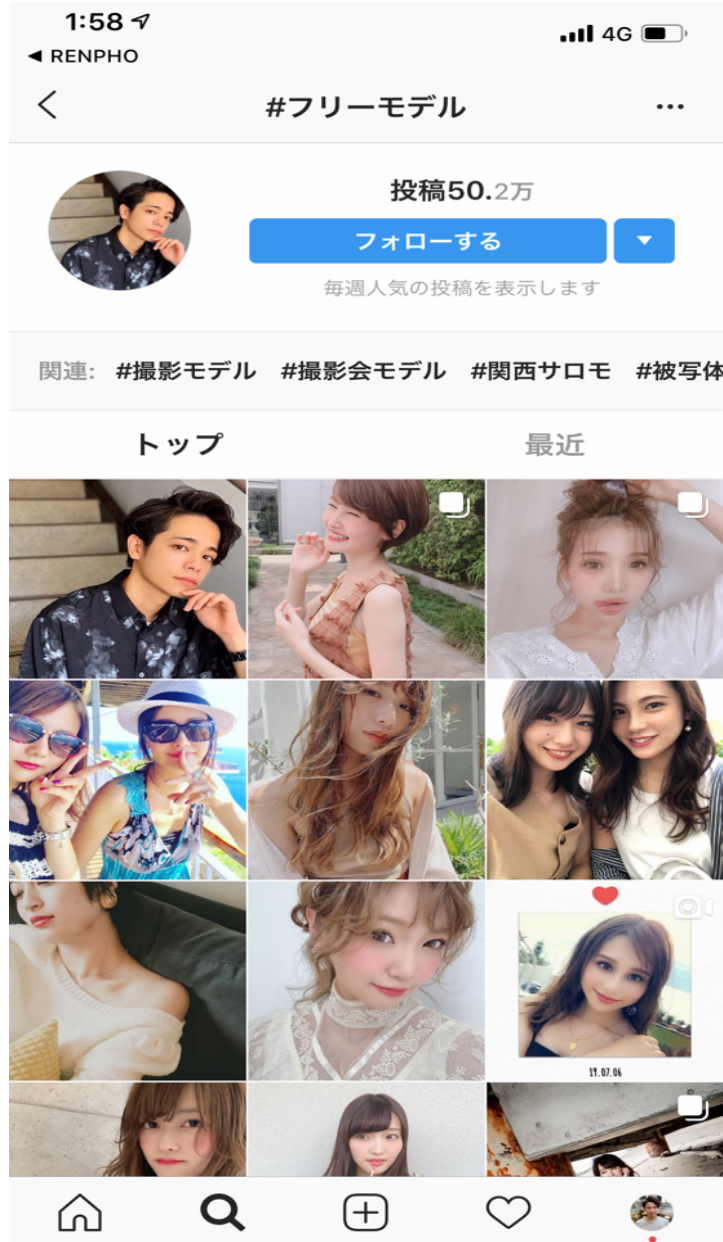 1:58
4G
◀ RENPHO
#フリーモデル
投稿50.2万
フォローする
毎週人気の投稿を表示します
関連: #撮影モデル #撮影会モデル #関西サロモ #被写体
トップ
最近
19.07.06